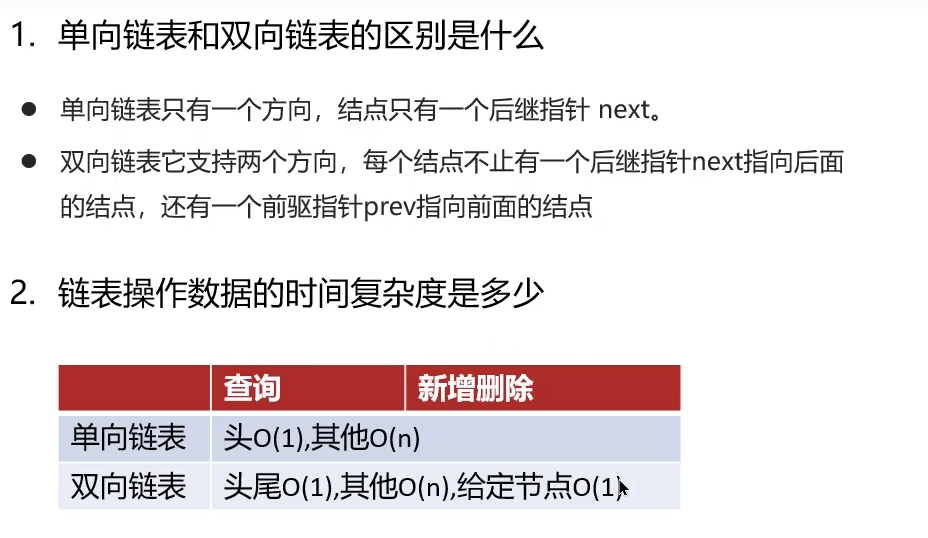 1. 单向链表和双向链表的区别是什么
● 单向链表只有一个方向，结点只有一个后继指针 next。
● 双向链表它支持两个方向，每个结点不止有一个后继指针next指向后面
的结点，还有一个前驱指针prev指向前面的结点
2. 链表操作数据的时间复杂度是多少
查询 新增删除
单向链表 头O(1),其他O(n)
双向链表 头尾O(1),其他O(n),给定节点O(1)